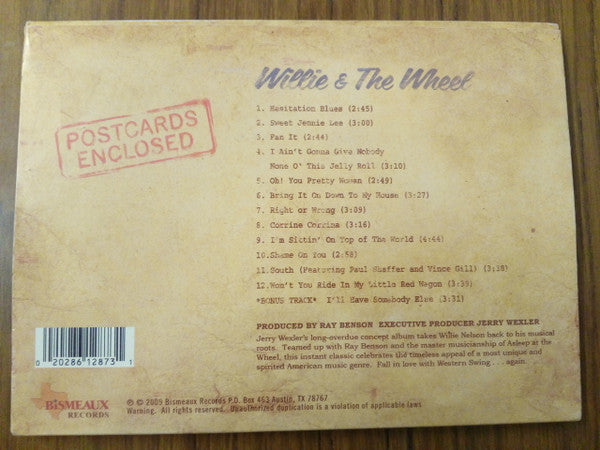 Willie & The Wheel
POSTCARDS
ENCLOSED
1. Hesitation Blues (2:45)
2. Sweet Jennie Lee (3:00)
3. Fan It (2:44)
4. I Ain't Gonna Give Nobody
None O' This Jelly Roll (3:10)
5. Oh! You Pretty Woman (2:49)
6. Bring It On Down To My House (3:27)
7. Right or Wrong (3:09)
8. Corrine Corrina (3:16)
9. I'm Sittin' On Top of The World (4:44)
10.Shame On You (2:58)
11.South (Featuring Paul Shaffer and Vince Gill) (3:38)
12.Won't You Ride In My Little Red Wagon (3:35)
*BONUS TRACK* I'll Have Somebody Else (3:31)
PRODUCED BY RAY BENSON EXECUTIVE PRODUCER JERRY WEXLER
Jerry Wexler's long-overdue concept album takes Willie Nelson back to his musical
roots. Teamed up with Ray Benson and the master musicianship of Asleep at the
Wheel, this instant classic celebrates the timeless appeal of a most unique and
spirited American music genre. Fall in love with Western Swing . . . again.
0 20286 12873 1
BISMEAUX
RECORDS
℗ © 2009 Bismeaux Records P.O. Box 463 Austin, TX 78767
Warning. All rights reserved. Unauthorized duplication is a violation of applicable laws